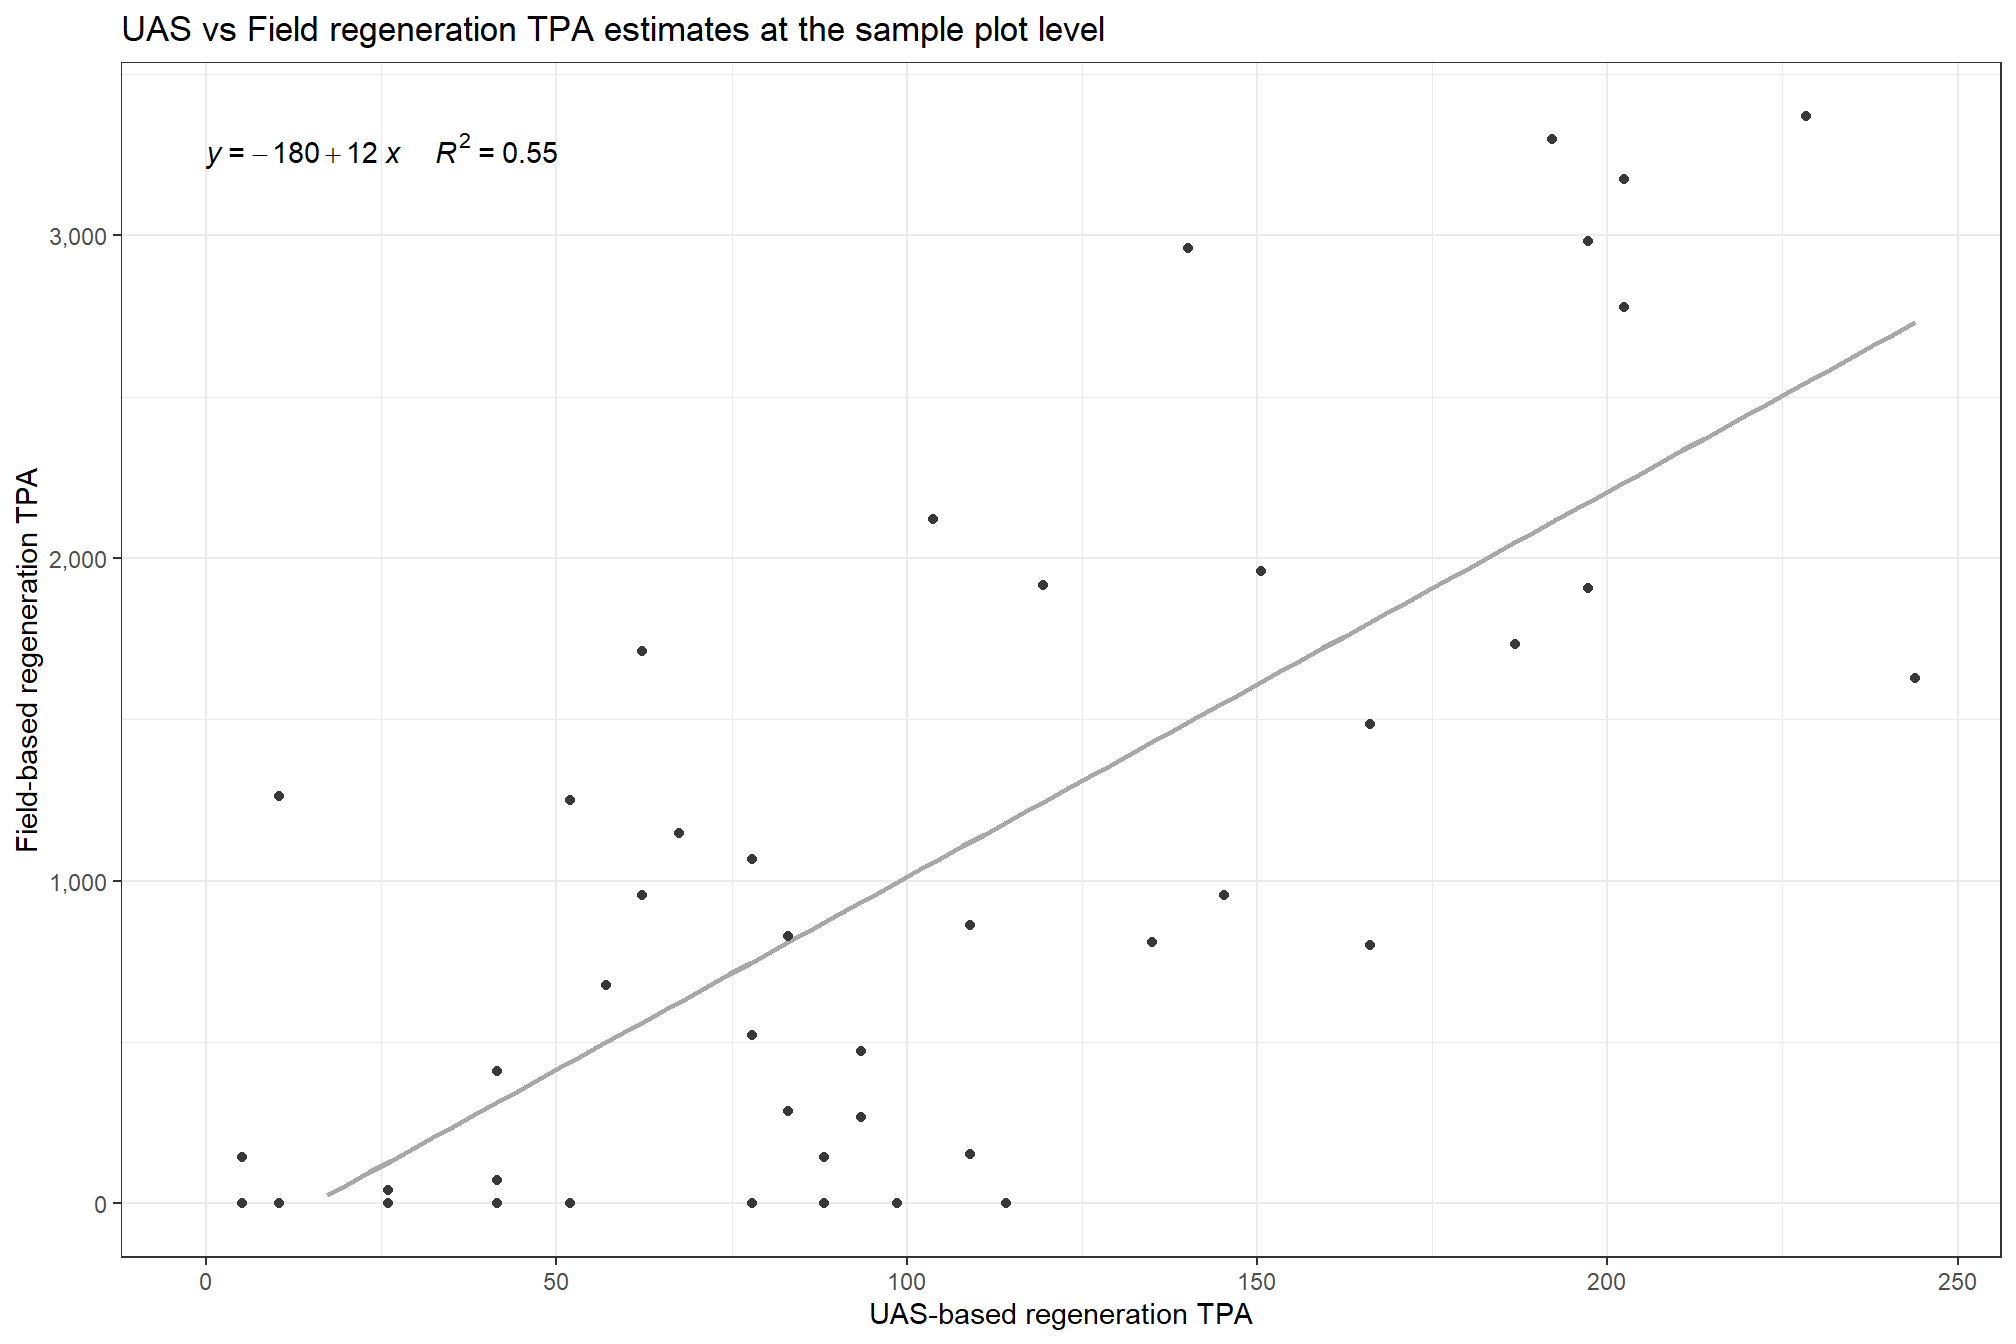 UAS vs Field regeneration TPA estimates at the sample plot level
y = −180 + 12 x R² = 0.55
Field-based regeneration TPA
3,000
2,000
1,000
0
0 50 100 150 200 250
UAS-based regeneration TPA